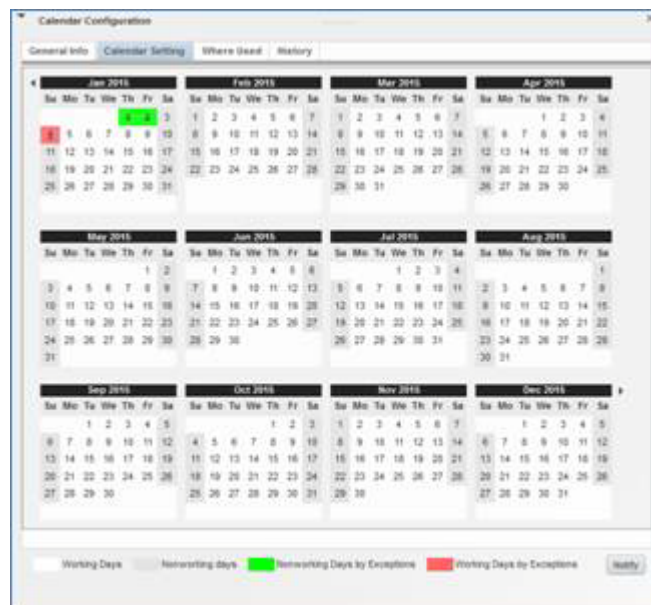 Calendar Configuration
General Info Calendar Setting Where Used History
Jan 2015 Feb 2015 Mar 2015 Apr 2015
Su Mo Tu We Th Fr Sa Su Mo Tu We Th Fr Sa Su Mo Tu We Th Fr Sa Su Mo Tu We Th Fr Sa
3 1 2 3 4 5 6 7 1 2 3 4 5 6 7 1 2 3 4
5 6 7 8 9 10 8 9 10 11 12 13 14 8 9 10 11 12 13 14 5 6 7 8 9 10 11
11 12 13 14 15 16 17 15 16 17 18 19 20 21 15 16 17 18 19 20 21 12 13 14 15 16 17 18
18 19 20 21 22 23 24 22 23 24 25 26 27 28 22 23 24 25 26 27 28 19 20 21 22 23 24 25
25 26 27 28 29 30 31 29 30 31 26 27 28 29 30
May 2015 Jun 2015 Jul 2015 Aug 2015
Su Mo Tu We Th Fr Sa Su Mo Tu We Th Fr Sa Su Mo Tu We Th Fr Sa Su Mo Tu We Th Fr Sa
1 2 1 2 3 4 5 6 1 2 3 4 1
3 4 5 6 7 8 9 7 8 9 10 11 12 13 5 6 7 8 9 10 11 2 3 4 5 6 7 8
10 11 12 13 14 15 16 14 15 16 17 18 19 20 12 13 14 15 16 17 18 9 10 11 12 13 14 15
17 18 19 20 21 22 23 21 22 23 24 25 26 27 19 20 21 22 23 24 25 16 17 18 19 20 21 22
24 25 26 27 28 29 30 28 29 30 26 27 28 29 30 31 23 24 25 26 27 28 29
31 30 31
Sep 2015 Oct 2015 Nov 2015 Dec 2015
Su Mo Tu We Th Fr Sa Su Mo Tu We Th Fr Sa Su Mo Tu We Th Fr Sa Su Mo Tu We Th Fr Sa
1 2 3 4 5 1 2 3 1 2 3 4 5 6 7 1 2 3 4 5
6 7 8 9 10 11 12 4 5 6 7 8 9 10 8 9 10 11 12 13 14 6 7 8 9 10 11 12
13 14 15 16 17 18 19 11 12 13 14 15 16 17 15 16 17 18 19 20 21 13 14 15 16 17 18 19
20 21 22 23 24 25 26 18 19 20 21 22 23 24 22 23 24 25 26 27 28 20 21 22 23 24 25 26
27 28 29 30 25 26 27 28 29 30 31 29 30 27 28 29 30 31
Working Days Nonworking days Nonworking Days by Exceptions Working Days by Exceptions Notify